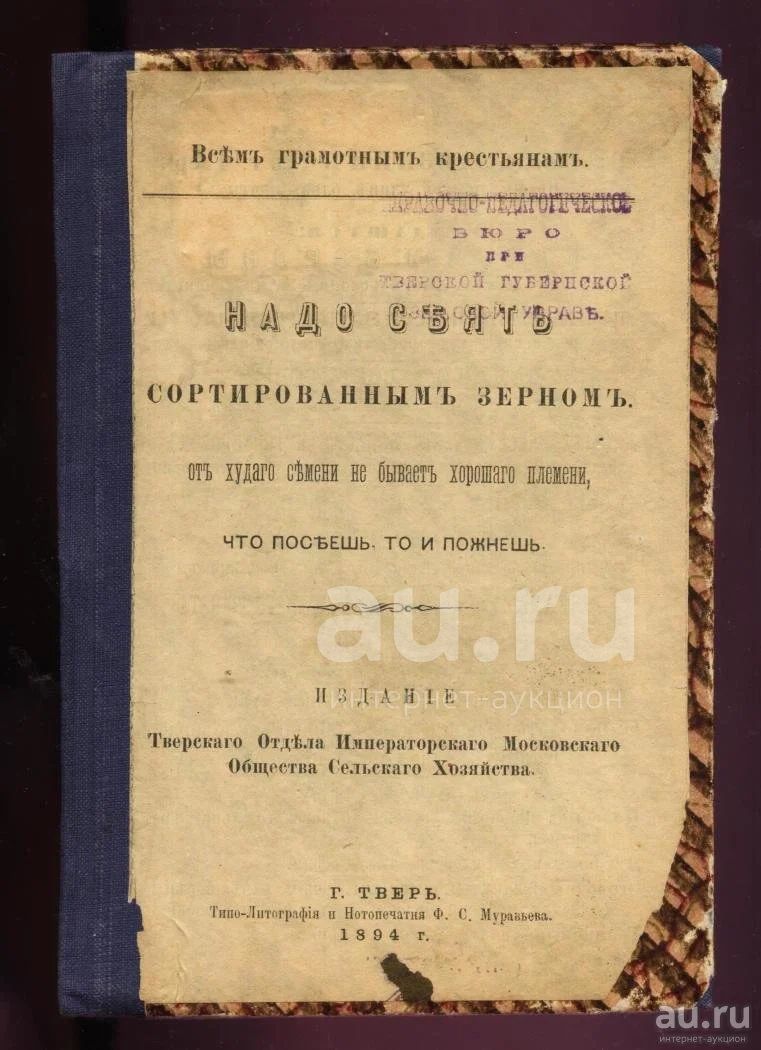 Всѣмъ грамотнымъ крестьянамъ.
БЮРО
ПРИ
ТВЕРСКОЙ ГУБЕРНСКОЙ
УПРАВѢ.
НАДО СѢЯТЬ
СОРТИРОВАННЫМЪ ЗЕРНОМЪ.
отъ худаго сѣмени не бываетъ хорошаго племени,
ЧТО ПОСѢЕШЬ, ТО И ПОЖНЕШЬ.
au.ru
интернет-аукцион
ИЗДАНІЕ
Тверскаго Отдѣла Императорскаго Московскаго
Общества Сельскаго Хозяйства.
Г. ТВЕРЬ.
Типо-Литографія и Нотопечатня Ф. С. Муравьева.
1894 г.
au.ru
интернет-аукцион